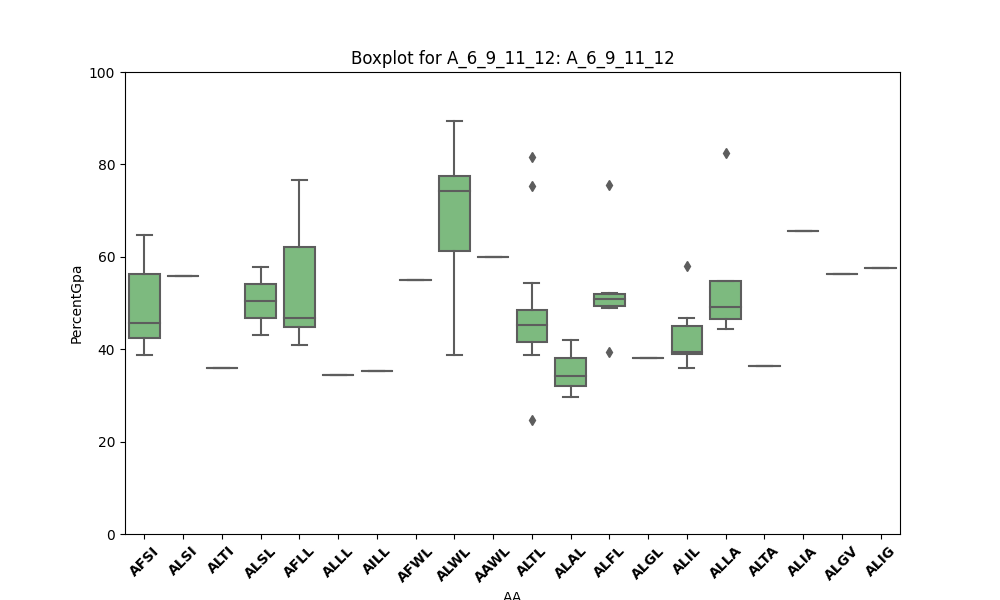 Boxplot for A_6_9_11_12: A_6_9_11_12
100
80
60
40
20
0
PercentGpa
AFSI
ALSI
ALTI
ALSL
AFLL
ALLL
AILL
AFWL
ALWL
AAWL
ALTL
ALAL
ALFL
ALGL
ALIL
ALLA
ALTA
ALIA
ALGV
ALIG
AA